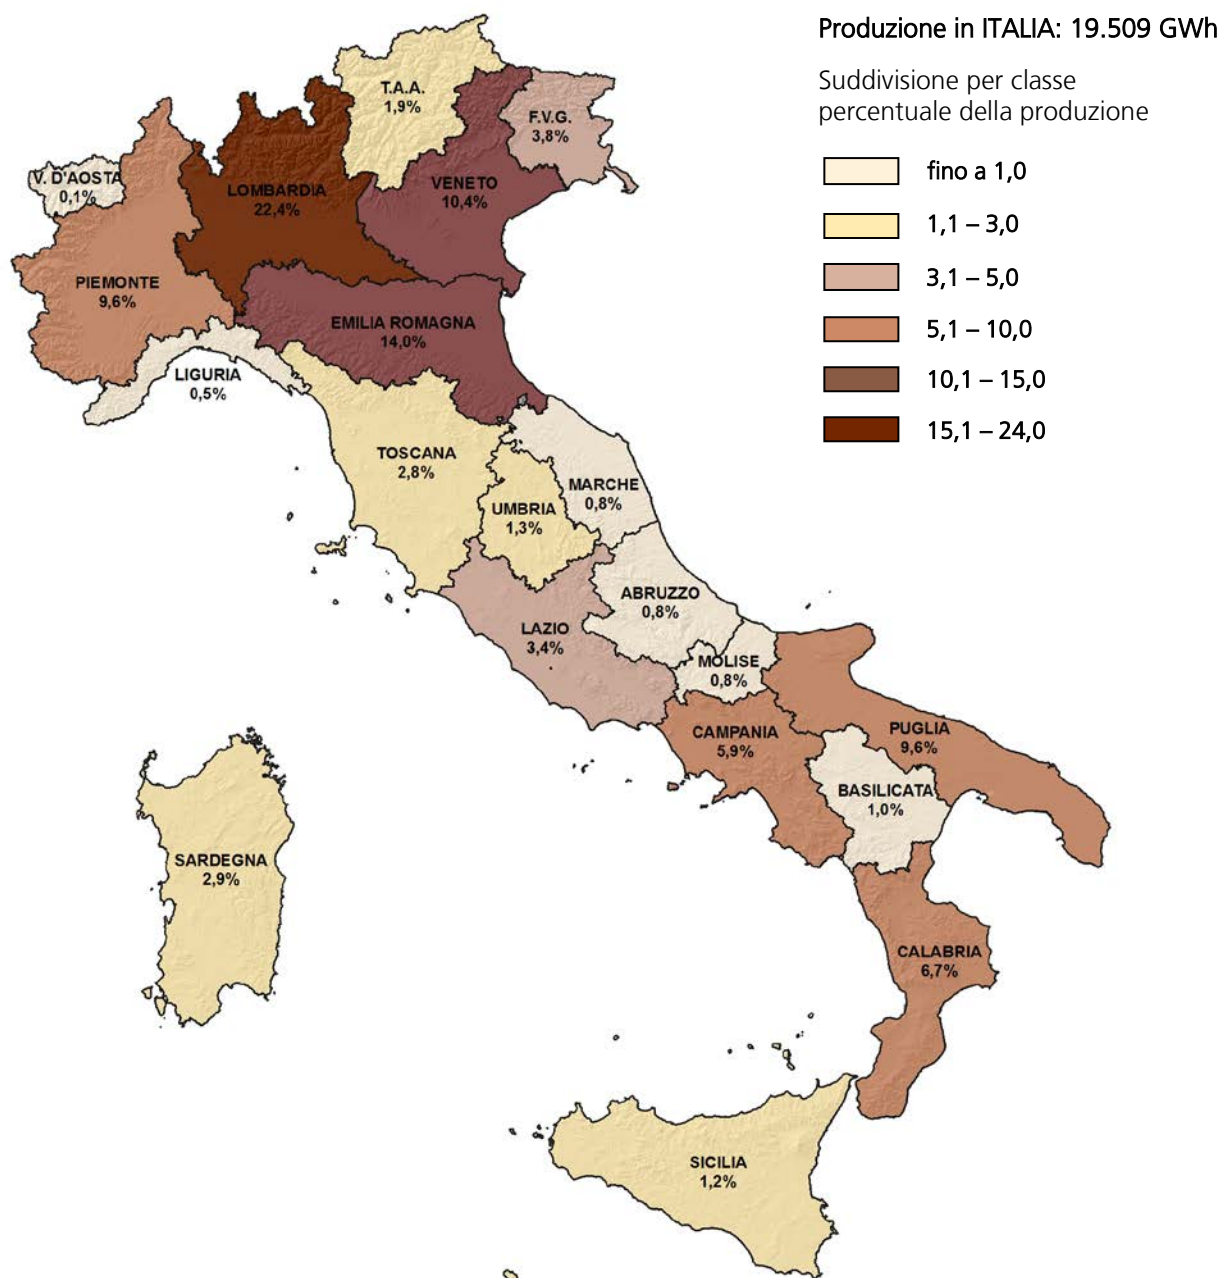 Produzione in ITALIA: 19.509 GWh
Suddivisione per classe
percentuale della produzione
fino a 1,0
1,1 – 3,0
3,1 – 5,0
5,1 – 10,0
10,1 – 15,0
15,1 – 24,0
T.A.A.
1,9%
F.V.G.
3,8%
V. D'AOSTA
0,1%
LOMBARDIA
22,4%
VENETO
10,4%
PIEMONTE
9,6%
EMILIA ROMAGNA
14,0%
LIGURIA
0,5%
TOSCANA
2,8%
MARCHE
0,8%
UMBRIA
1,3%
ABRUZZO
0,8%
LAZIO
3,4%
MOLISE
0,8%
CAMPANIA
5,9%
PUGLIA
9,6%
BASILICATA
1,0%
SARDEGNA
2,9%
CALABRIA
6,7%
SICILIA
1,2%